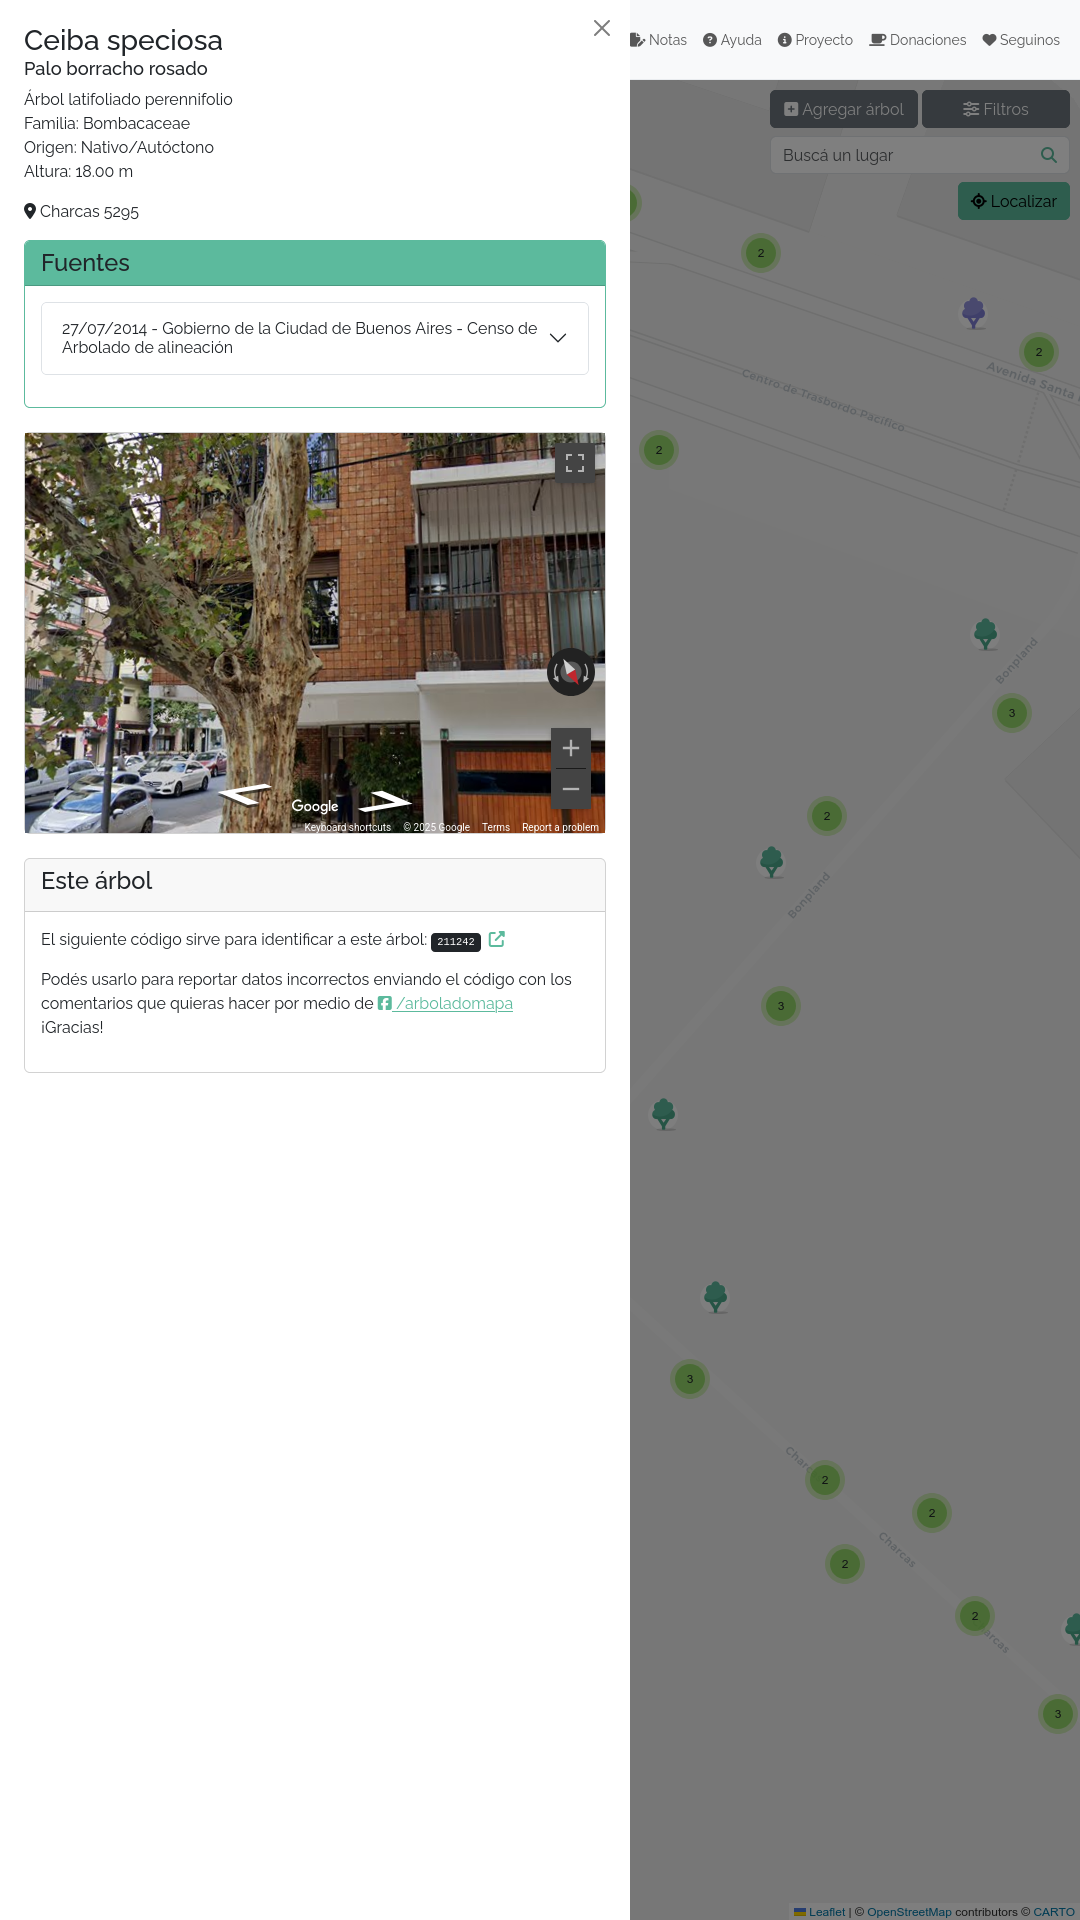 Ceiba speciosa
Palo borracho rosado
Árbol latifoliado perennifolio
Familia: Bombacaceae
Origen: Nativo/Autóctono
Altura: 18.00 m
Charcas 5295
Fuentes
27/07/2014 - Gobierno de la Ciudad de Buenos Aires - Censo de
Arbolado de alineación
Google
Keyboard shortcuts © 2025 Google Terms Report a problem
Este árbol
El siguiente código sirve para identificar a este árbol: 211242
Podés usarlo para reportar datos incorrectos enviando el código con los
comentarios que quieras hacer por medio de /arboladomapa
¡Gracias!
Notas Ayuda Proyecto Donaciones Seguinos
Agregar árbol Filtros
Buscá un lugar
Localizar
2
2
Avenida Santa
Centro de Trasbordo Pacífico
2
Bonpland
3
2
Bonpland
3
3
Charc
2
2
Charcas
2
2
arcas
3
Leaflet | © OpenStreetMap contributors © CARTO